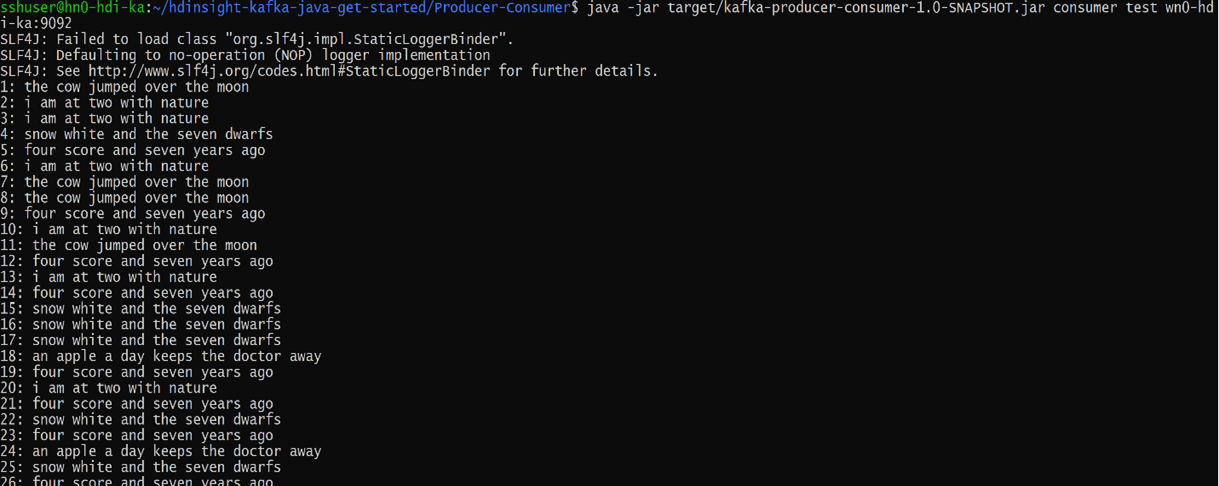 sshuser@hn0-hdi-ka:~/hdinsight-kafka-java-get-started/Producer-Consumer$ java -jar target/kafka-producer-consumer-1.0-SNAPSHOT.jar consumer test wn0-hd
i-ka:9092
SLF4J: Failed to load class "org.slf4j.impl.StaticLoggerBinder".
SLF4J: Defaulting to no-operation (NOP) logger implementation
SLF4J: See http://www.slf4j.org/codes.html#StaticLoggerBinder for further details.
1: the cow jumped over the moon
2: i am at two with nature
3: i am at two with nature
4: snow white and the seven dwarfs
5: four score and seven years ago
6: i am at two with nature
7: the cow jumped over the moon
8: the cow jumped over the moon
9: four score and seven years ago
10: i am at two with nature
11: the cow jumped over the moon
12: four score and seven years ago
13: i am at two with nature
14: four score and seven years ago
15: snow white and the seven dwarfs
16: snow white and the seven dwarfs
17: snow white and the seven dwarfs
18: an apple a day keeps the doctor away
19: four score and seven years ago
20: i am at two with nature
21: four score and seven years ago
22: snow white and the seven dwarfs
23: four score and seven years ago
24: an apple a day keeps the doctor away
25: snow white and the seven dwarfs
26: four score and seven years ago